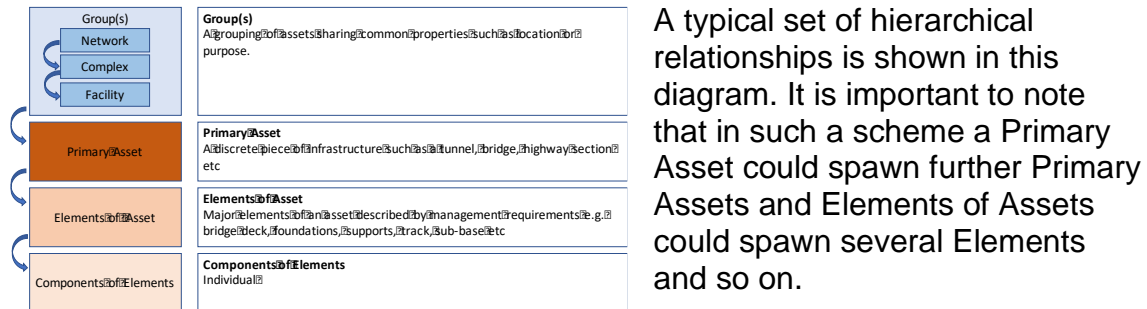 Group(s)
Network
Complex
Facility
Group(s)
A grouping of assets sharing common properties such as location or
purpose.
Primary Asset
Primary Asset
A discrete piece of infrastructure such as a tunnel, bridge, highway section
etc
Elements of Asset
Elements of Asset
Major elements of an asset described by management requirements e.g.
bridge deck, foundations, supports, track, sub-base etc
Components of Elements
Components of Elements
Individual
A typical set of hierarchical
relationships is shown in this
diagram. It is important to note
that in such a scheme a Primary
Asset could spawn further Primary
Assets and Elements of Assets
could spawn several Elements
and so on.